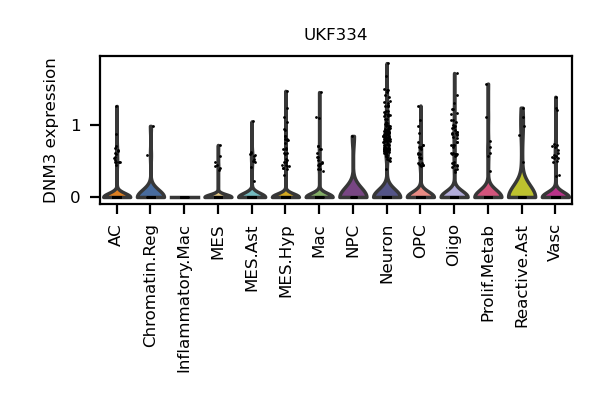 UKF334
DNM3 expression
1
0
AC
Chromatin.Reg
Inflammatory.Mac
MES
MES.Ast
MES.Hyp
Mac
NPC
Neuron
OPC
Oligo
Prolif.Metab
Reactive.Ast
Vasc